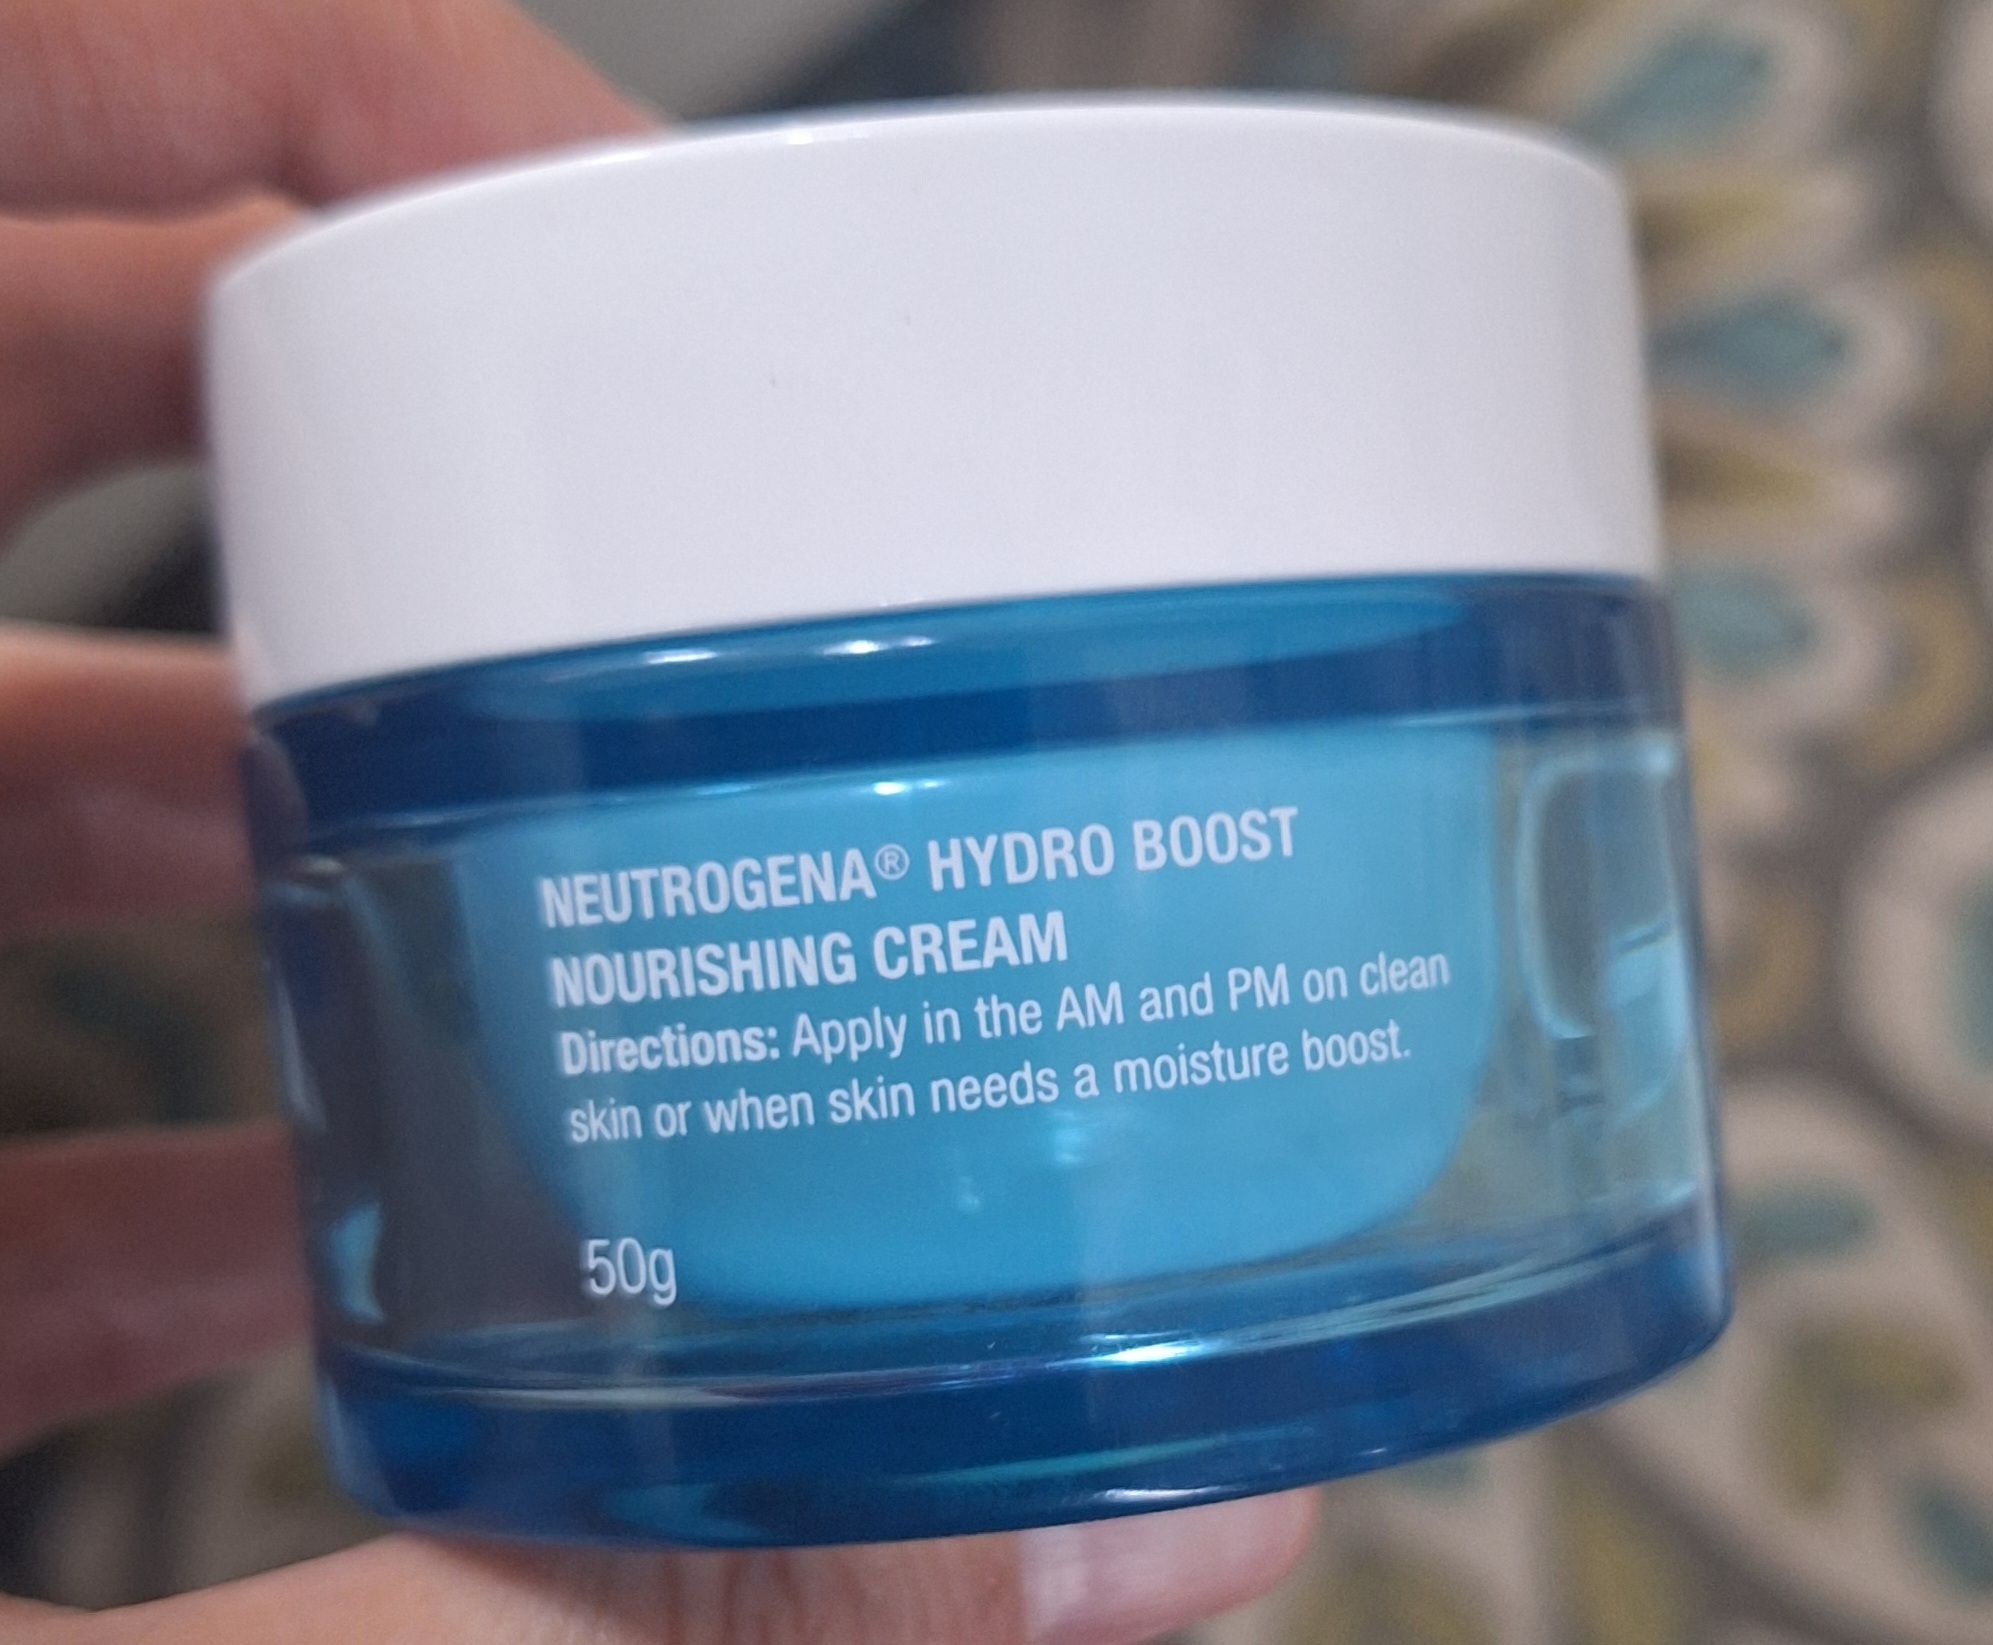 NEUTROGENA® HYDRO BOOST
NOURISHING CREAM
Directions: Apply in the AM and PM on clean
skin or when skin needs a moisture boost.
50g